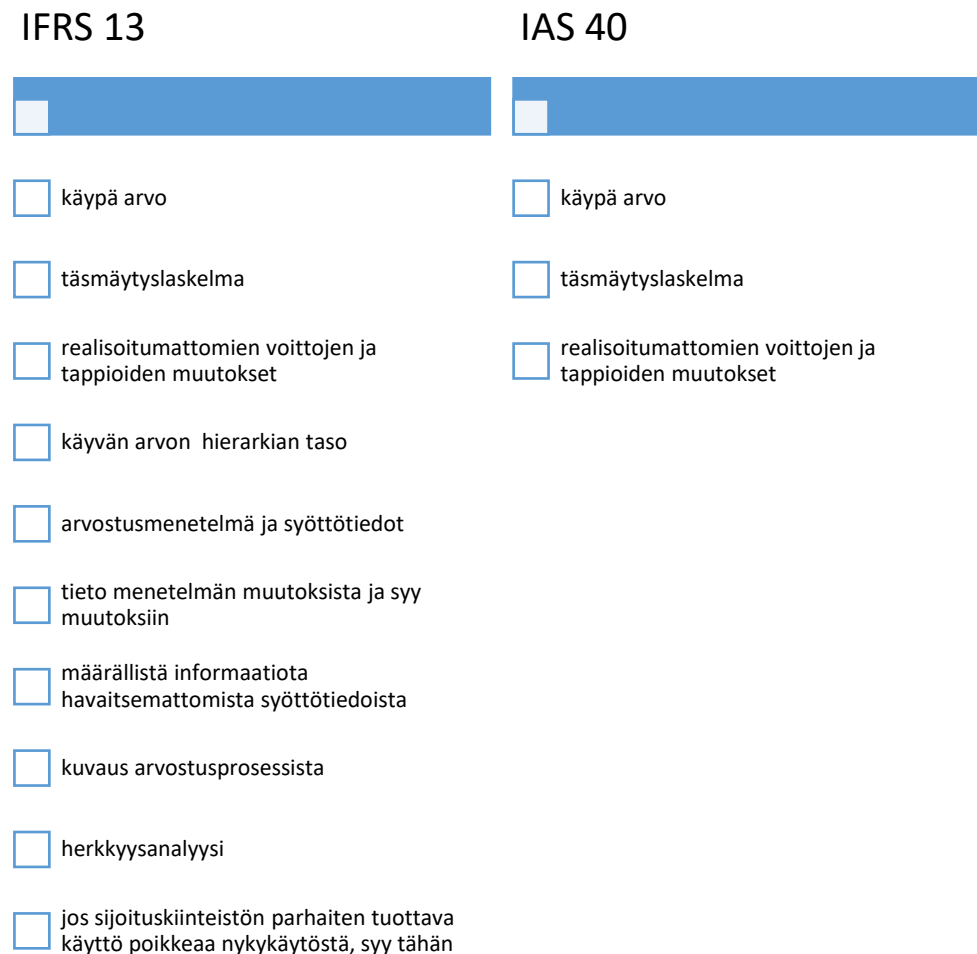 IFRS 13
käypä arvo
täsmäytyslaskelma
realisoitumattomien voittojen ja
tappioiden muutokset
käyvän arvon hierarkian taso
arvostusmenetelmä ja syöttötiedot
tieto menetelmän muutoksista ja syy
muutoksiin
määrällistä informaatiota
havaitsemattomista syöttötiedoista
kuvaus arvostusprosessista
herkkyysanalyysi
jos sijoituskiinteistön parhaiten tuottava
käyttö poikkeaa nykykäytöstä, syy tähän
IAS 40
käypä arvo
täsmäytyslaskelma
realisoitumattomien voittojen ja
tappioiden muutokset